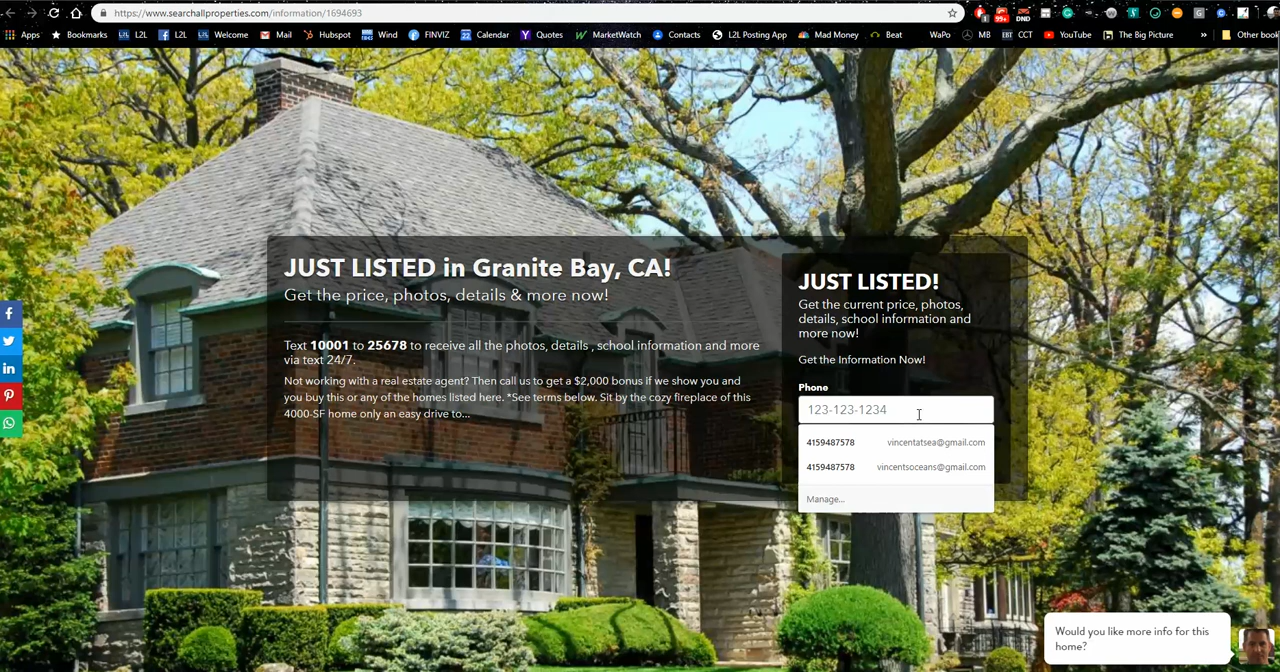 https://www.searchallproperties.com/information/1694693
99+
DND
Apps
Bookmarks
L2L
L2L
Welcome
Mail
Hubspot
Wind
FINVIZ
Calendar
Quotes
MarketWatch
Contacts
L2L Posting App
Mad Money
Beat
WaPo
MB
EBT CCT
YouTube
The Big Picture
»
Other book
JUST LISTED in Granite Bay, CA!
Get the price, photos, details & more now!
Text 10001 to 25678 to receive all the photos, details , school information and more
via text 24/7.
Not working with a real estate agent? Then call us to get a $2,000 bonus if we show you and
you buy this or any of the homes listed here. *See terms below. Sit by the cozy fireplace of this
4000-SF home only an easy drive to...
JUST LISTED!
Get the current price, photos,
details, school information and
more now!
Get the Information Now!
Phone
123-123-1234
4159487578 vincentatsea@gmail.com
4159487578 vincentsoceans@gmail.com
Manage...
Would you like more info for this
home?